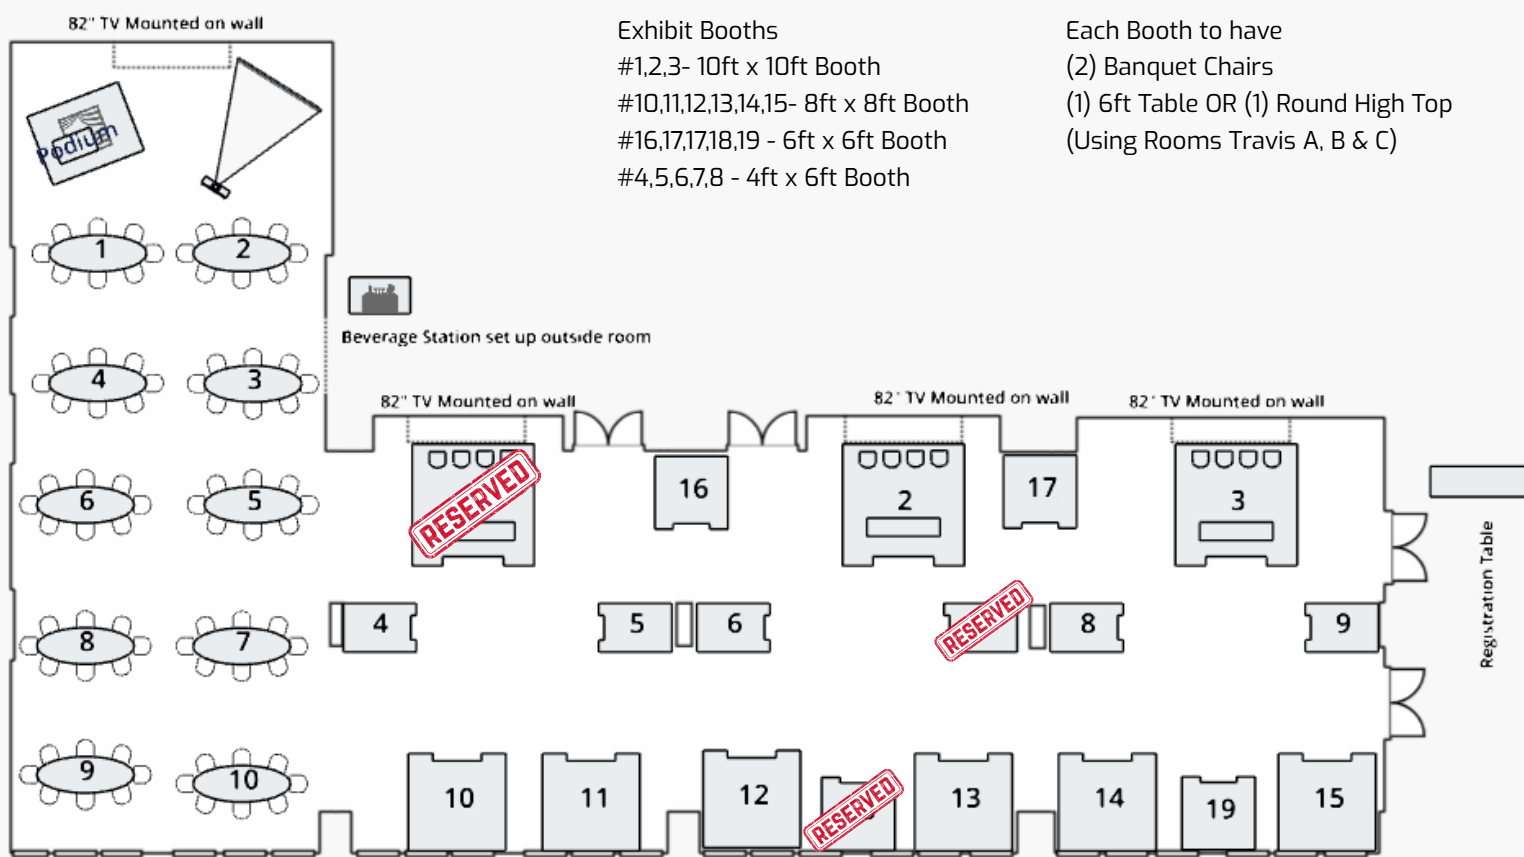 82" TV Mounted on wall
Exhibit Booths
#1,2,3- 10ft x 10ft Booth
#10,11,12,13,14,15- 8ft x 8ft Booth
#16,17,17,18,19 - 6ft x 6ft Booth
#4,5,6,7,8 - 4ft x 6ft Booth
Each Booth to have
(2) Banquet Chairs
(1) 6ft Table OR (1) Round High Top
(Using Rooms Travis A, B & C)
Podium
1
2
Beverage Station set up outside room
4
3
82" TV Mounted on wall
82" TV Mounted on wall
82" TV Mounted on wall
6
5
RESERVED
16
2
17
3
Registration Table
8
7
4
5
6
RESERVED
8
9
9
10
10
11
12
RESERVED
13
14
19
15